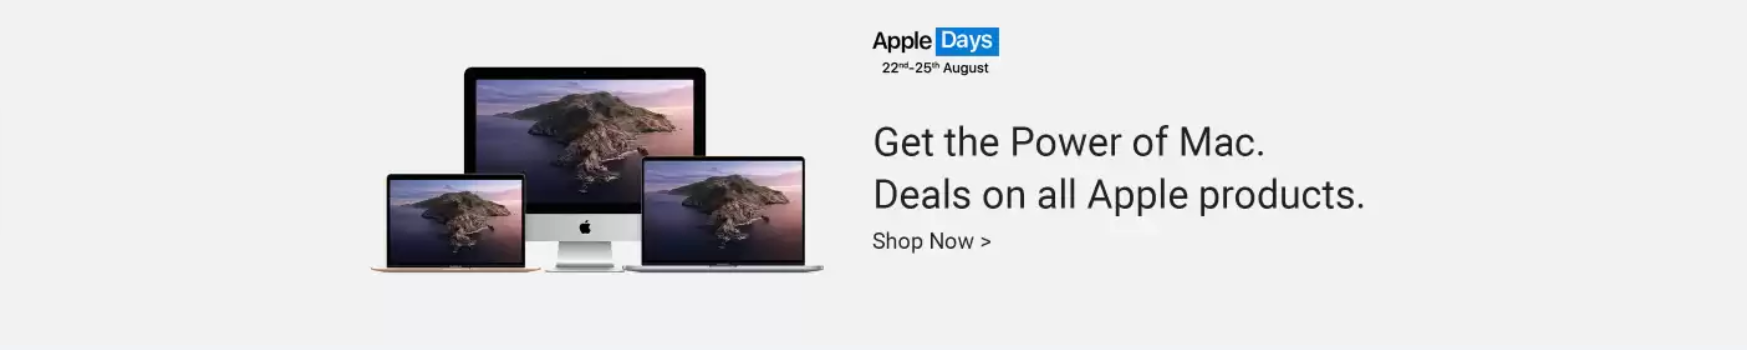 Apple Days
22nd-25th August
Get the Power of Mac.
Deals on all Apple products.
Shop Now >